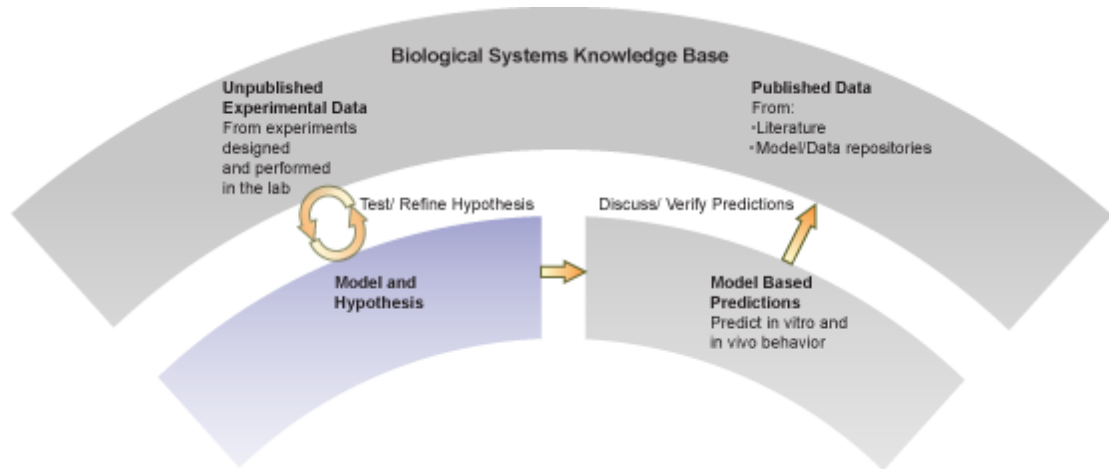 Biological Systems Knowledge Base
Unpublished
Experimental Data
From experiments
designed
and performed
in the lab
Published Data
From:
·Literature
·Model/Data repositories
Test/ Refine Hypothesis
Discuss/ Verify Predictions
Model and
Hypothesis
Model Based
Predictions
Predict in vitro and
in vivo behavior